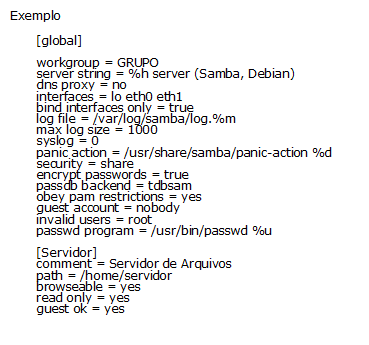 Exemplo
[global]
workgroup = GRUPO
server string = %h server (Samba, Debian)
dns proxy = no
interfaces = lo eth0 eth1
bind interfaces only = true
log file = /var/log/samba/log.%m
max log size = 1000
syslog = 0
panic action = /usr/share/samba/panic-action %d
security = share
encrypt passwords = true
passdb backend = tdbsam
obey pam restrictions = yes
guest account = nobody
invalid users = root
passwd program = /usr/bin/passwd %u
[Servidor]
comment = Servidor de Arquivos
path = /home/servidor
browseable = yes
read only = yes
guest ok = yes